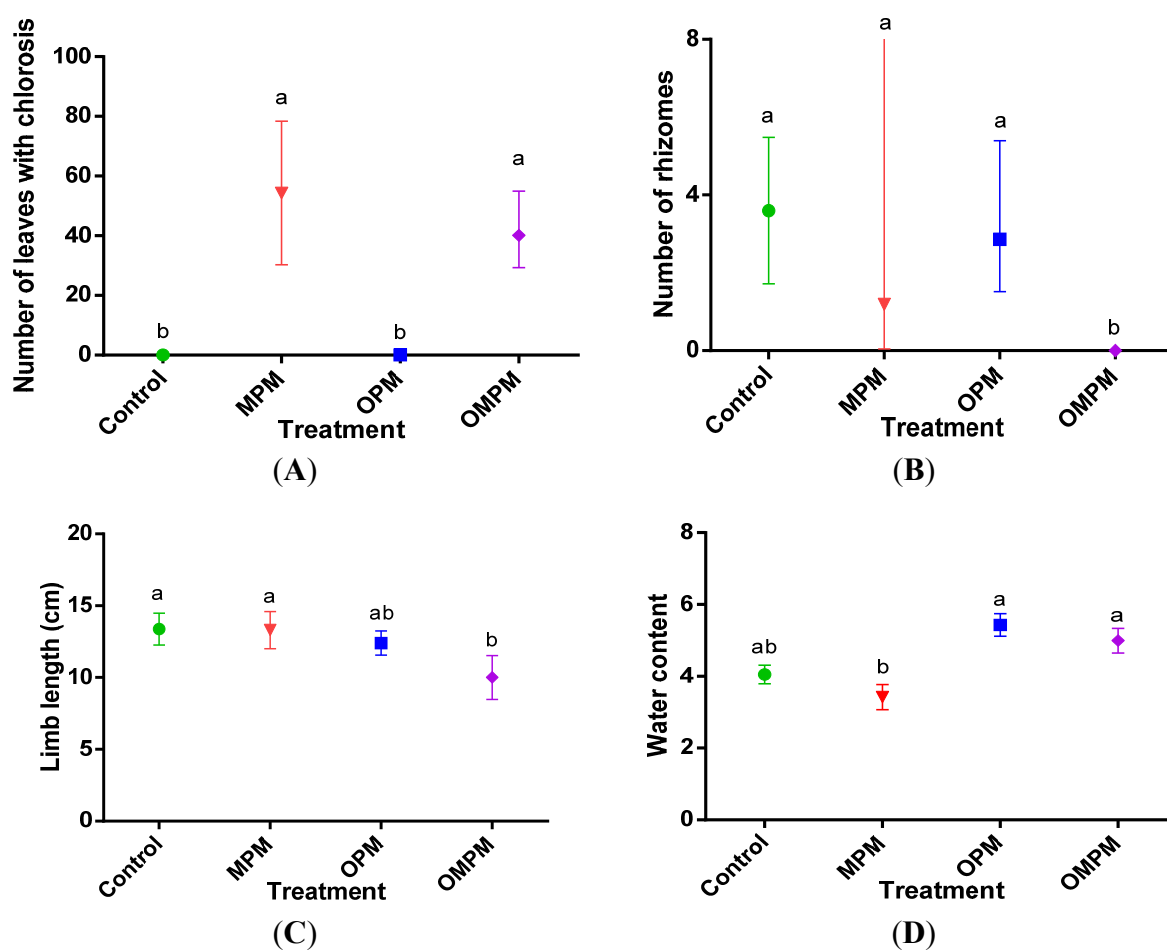 Number of leaves with chlorosis
100
80
60
40
20
0
b
a
b
a
Control
MPM
OPM
OMPM
Treatment
(A)
Number of rhizomes
8
4
0
a
a
a
b
Control
MPM
OPM
OMPM
Treatment
(B)
Limb length (cm)
20
15
10
5
0
a
a
ab
b
Control
MPM
OPM
OMPM
Treatment
(C)
Water content
8
6
4
2
0
ab
b
a
a
Control
MPM
OPM
OMPM
Treatment
(D)